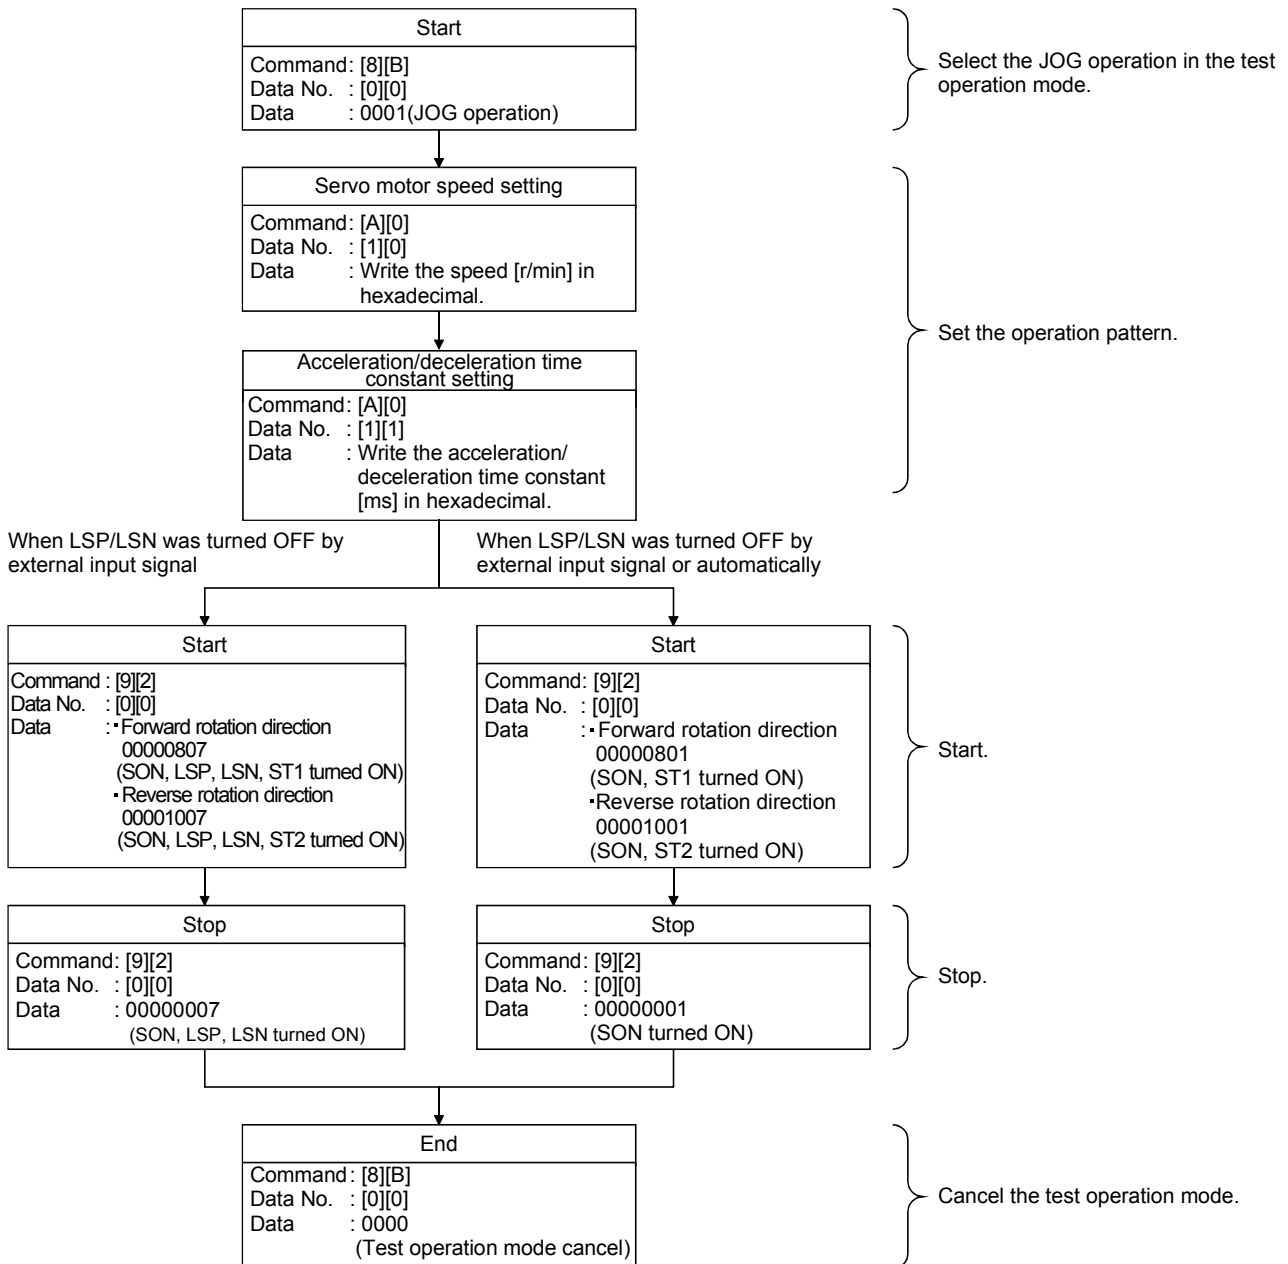 Start
Command: [8][B]
Data No. : [0][0]
Data : 0001(JOG operation)
Select the JOG operation in the test
operation mode.
Servo motor speed setting
Command: [A][0]
Data No. : [1][0]
Data : Write the speed [r/min] in
hexadecimal.
Acceleration/deceleration time
constant setting
Command: [A][0]
Data No. : [1][1]
Data : Write the acceleration/
deceleration time constant
[ms] in hexadecimal.
Set the operation pattern.
When LSP/LSN was turned OFF by
external input signal
When LSP/LSN was turned OFF by
external input signal or automatically
Start
Command : [9][2]
Data No. : [0][0]
Data : ▪Forward rotation direction
00000807
(SON, LSP, LSN, ST1 turned ON)
▪Reverse rotation direction
00001007
(SON, LSP, LSN, ST2 turned ON)
Start
Command: [9][2]
Data No. : [0][0]
Data : ▪Forward rotation direction
00000801
(SON, ST1 turned ON)
▪Reverse rotation direction
00001001
(SON, ST2 turned ON)
Start.
Stop
Command: [9][2]
Data No. : [0][0]
Data : 00000007
(SON, LSP, LSN turned ON)
Stop
Command: [9][2]
Data No. : [0][0]
Data : 00000001
(SON turned ON)
Stop.
End
Command: [8][B]
Data No. : [0][0]
Data : 0000
(Test operation mode cancel)
Cancel the test operation mode.